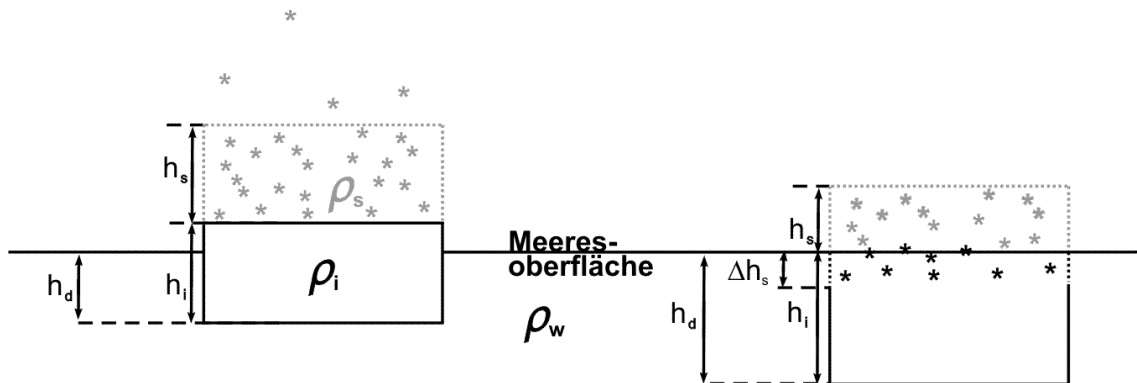 hs
ρs
hd
hi
ρi
Meeres-
oberfläche
ρw
hs
Δhs
hd
hi